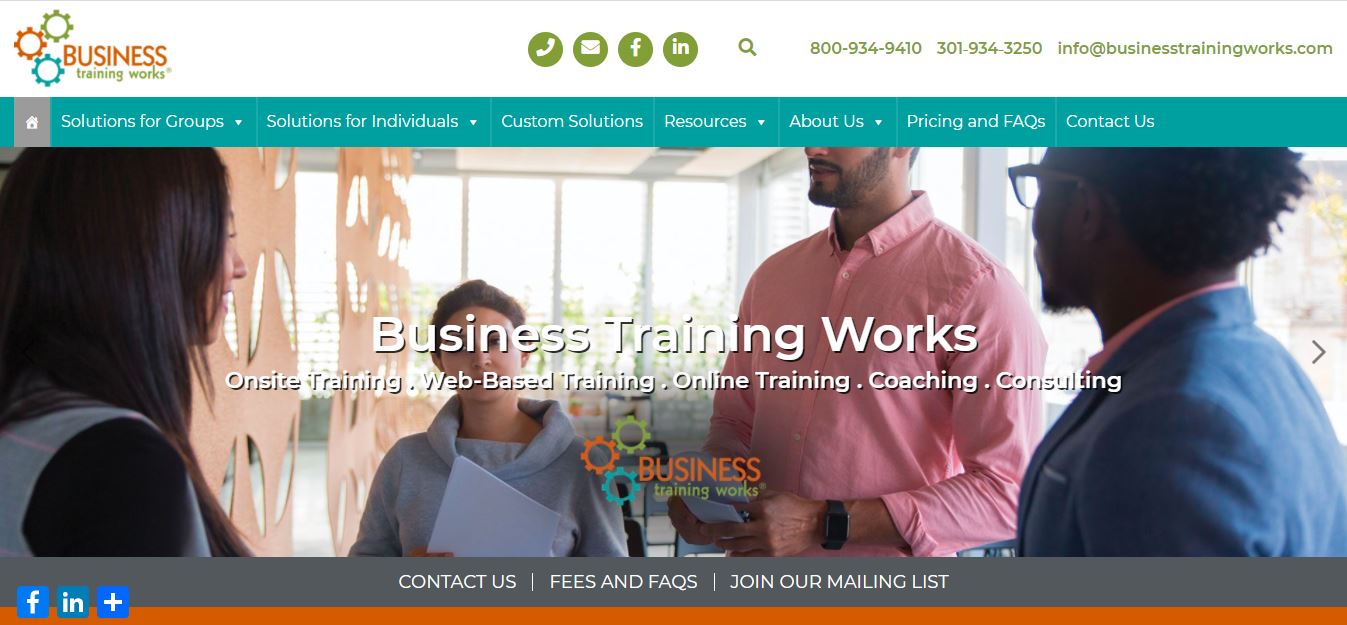 BUSINESS
training works®
800-934-9410 301-934-3250 info@businesstrainingworks.com
Solutions for Groups Solutions for Individuals Custom Solutions Resources About Us Pricing and FAQs Contact Us
Business Training Works
Onsite Training . Web-Based Training . Online Training . Coaching . Consulting
BUSINESS
training works®
CONTACT US | FEES AND FAQS | JOIN OUR MAILING LIST